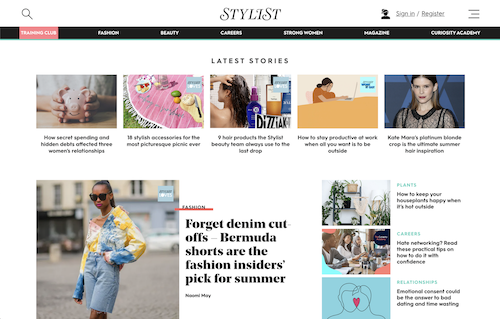 STYLIST
Sign in / Register
TRAINING CLUB
FASHION
BEAUTY
CAREERS
STRONG WOMEN
MAGAZINE
CURIOSITY ACADEMY
LATEST STORIES
How secret spending and
hidden debts affected three
women's relationships
18 stylish accessories for the
most picturesque picnic ever
9 hair products the Stylist
beauty team always use to the
last drop
How to stay productive at work
when all you want is to be
outside
Kate Mara's platinum blonde
crop is the ultimate summer
hair inspiration
FASHION
Forget denim cut-
offs – Bermuda
shorts are the
fashion insiders'
pick for summer
Naomi May
PLANTS
How to keep your
houseplants happy when
it's hot outside
CAREERS
Hate networking? Read
these practical tips on
how to do it with
confidence
RELATIONSHIPS
Emotional consent could
be the answer to bad
dating and time wasting